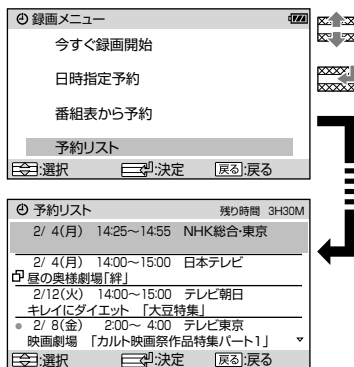 録画メニュー
今すぐ録画開始
日時指定予約
番組表から予約
予約リスト
:選択 :決定 戻る:戻る
予約リスト 残り時間 3H30M
2/ 4(月) 14:25～14:55 NHK総合・東京
2/ 4(月) 14:00～15:00 日本テレビ
昼の奥様劇場「絆」
2/12(火) 14:00～15:00 テレビ朝日
キレイにダイエット 「大豆特集」
2/ 8(金) 2:00～ 4:00 テレビ東京
映画劇場 「カルト映画祭作品特集パート1」
:選択 :決定 戻る:戻る